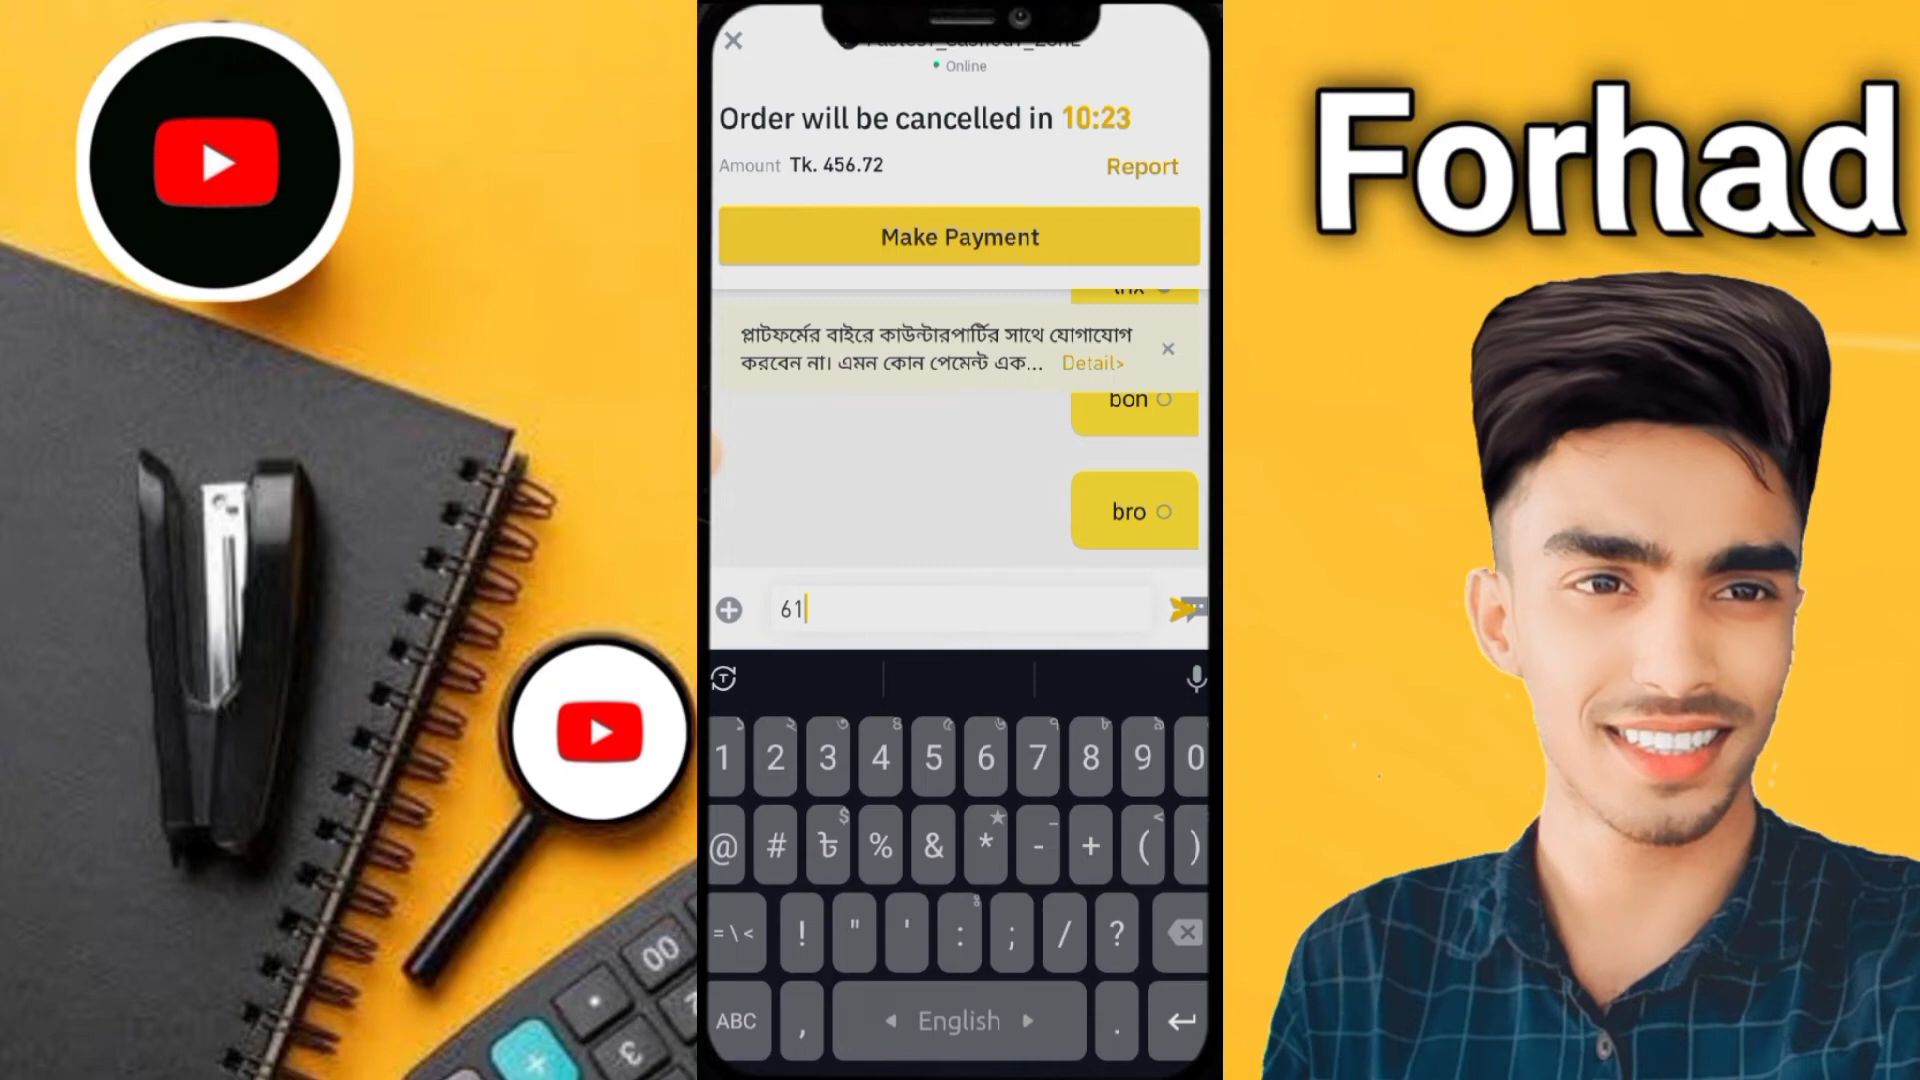 Forhad
Online
Order will be cancelled in 10:23
Amount Tk. 456.72
Report
Make Payment
প্লাটফর্মের বাইরে কাউন্টারপার্টির সাথে যোগাযোগ
করবেন না। এমন কোন পেমেন্ট এক... Detail>
bon
bro
61
1 2 3 4 5 6 7 8 9 0
@ # ৳ % & * - + ( )
=\< ! " ' : ; / ?
ABC , English .
00
3